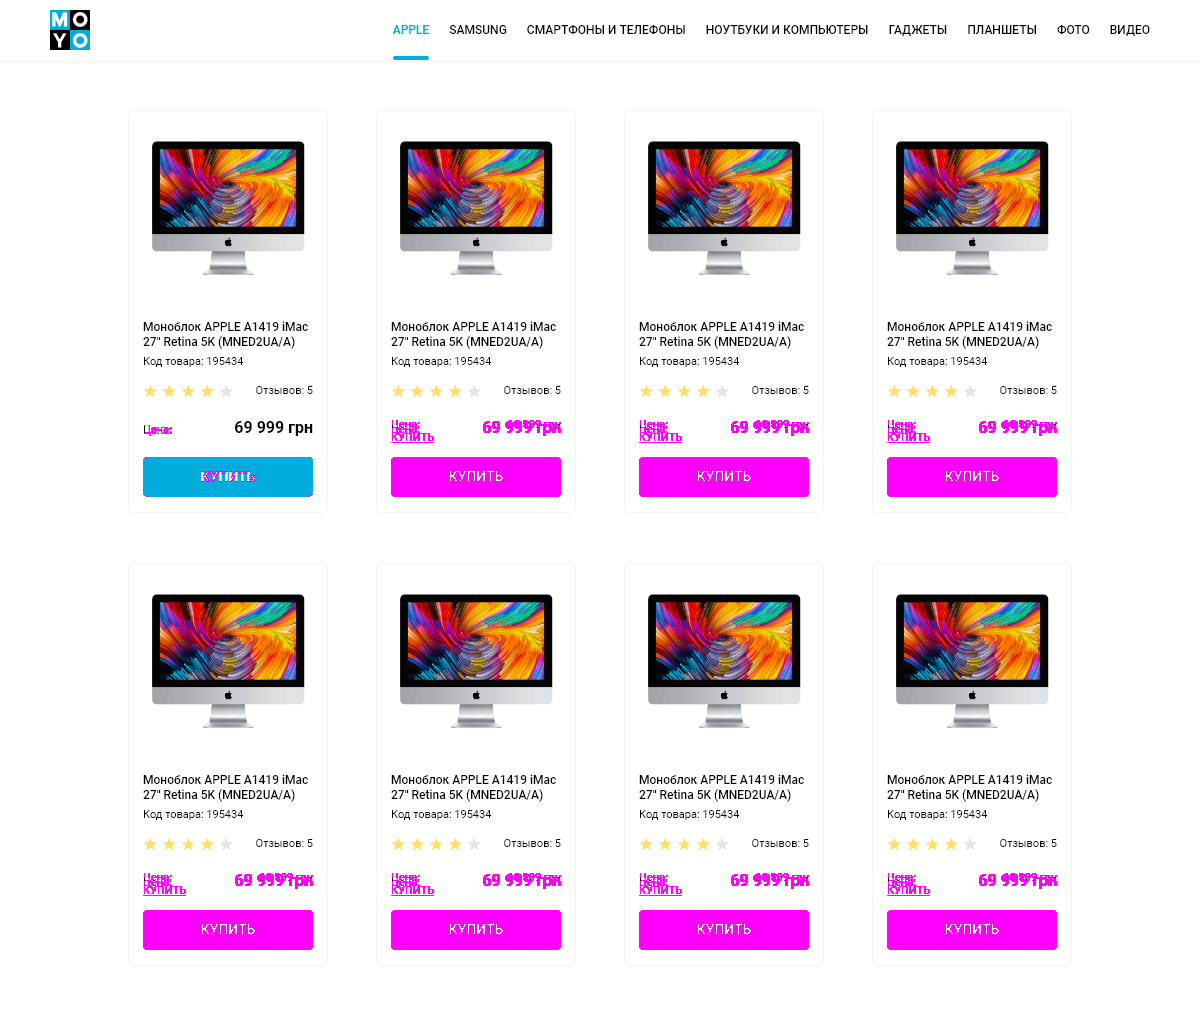 MOYO
APPLE SAMSUNG СМАРТФОНЫ И ТЕЛЕФОНЫ НОУТБУКИ И КОМПЬЮТЕРЫ ГАДЖЕТЫ ПЛАНШЕТЫ ФОТО ВИДЕО
Моноблок APPLE A1419 iMac
27" Retina 5K (MNED2UA/A)
Код товара: 195434
Отзывов: 5
Цена: 69 999 грн
КУПИТЬ
Моноблок APPLE A1419 iMac
27" Retina 5K (MNED2UA/A)
Код товара: 195434
Отзывов: 5
Цена: 69 999 грн
КУПИТЬ
КУПИТЬ
Моноблок APPLE A1419 iMac
27" Retina 5K (MNED2UA/A)
Код товара: 195434
Отзывов: 5
Цена: 69 999 грн
КУПИТЬ
КУПИТЬ
Моноблок APPLE A1419 iMac
27" Retina 5K (MNED2UA/A)
Код товара: 195434
Отзывов: 5
Цена: 69 999 грн
КУПИТЬ
КУПИТЬ
Моноблок APPLE A1419 iMac
27" Retina 5K (MNED2UA/A)
Код товара: 195434
Отзывов: 5
Цена: 69 999 грн
КУПИТЬ
КУПИТЬ
Моноблок APPLE A1419 iMac
27" Retina 5K (MNED2UA/A)
Код товара: 195434
Отзывов: 5
Цена: 69 999 грн
КУПИТЬ
КУПИТЬ
Моноблок APPLE A1419 iMac
27" Retina 5K (MNED2UA/A)
Код товара: 195434
Отзывов: 5
Цена: 69 999 грн
КУПИТЬ
КУПИТЬ
Моноблок APPLE A1419 iMac
27" Retina 5K (MNED2UA/A)
Код товара: 195434
Отзывов: 5
Цена: 69 999 грн
КУПИТЬ
КУПИТЬ